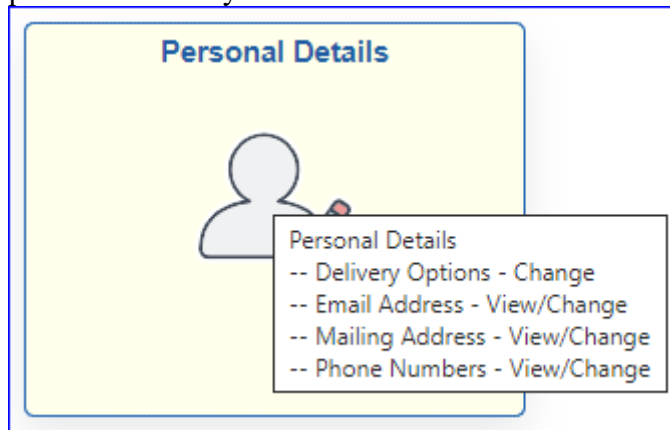 Personal Details
Personal Details
-- Delivery Options - Change
-- Email Address - View/Change
-- Mailing Address - View/Change
-- Phone Numbers - View/Change